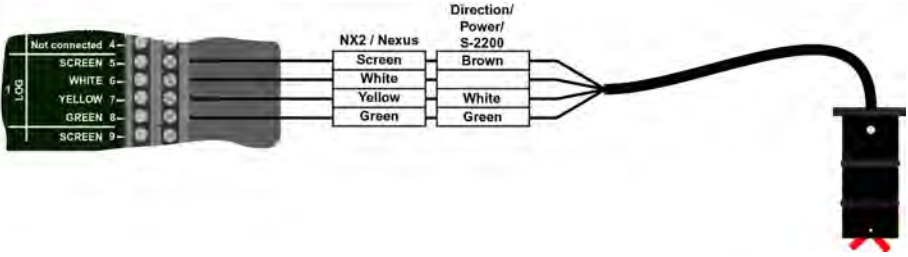 Direction/
Power/
NX2 / Nexus S-2200
Not connected 4
SCREEN 5 Screen Brown
WHITE 6 White
1 LOG
YELLOW 7 Yellow White
GREEN 8 Green Green
SCREEN 9